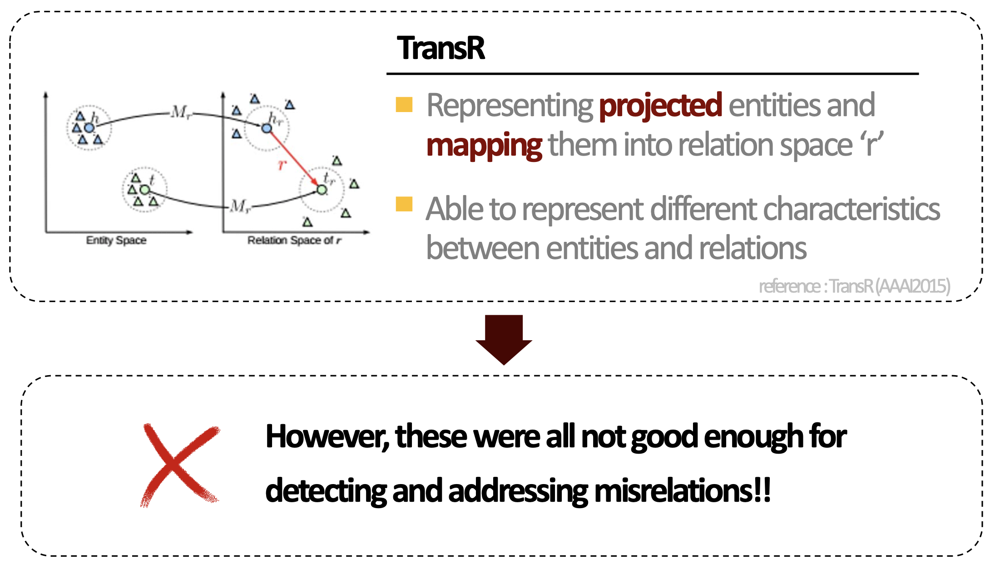 TransR
Representing projected entities and
mapping them into relation space ‘r’
Able to represent different characteristics
between entities and relations
reference : TransR (AAAI2015)
h
M_r
h_r
r
t
t_r
M_r
Entity Space
Relation Space of r
However, these were all not good enough for
detecting and addressing misrelations!!